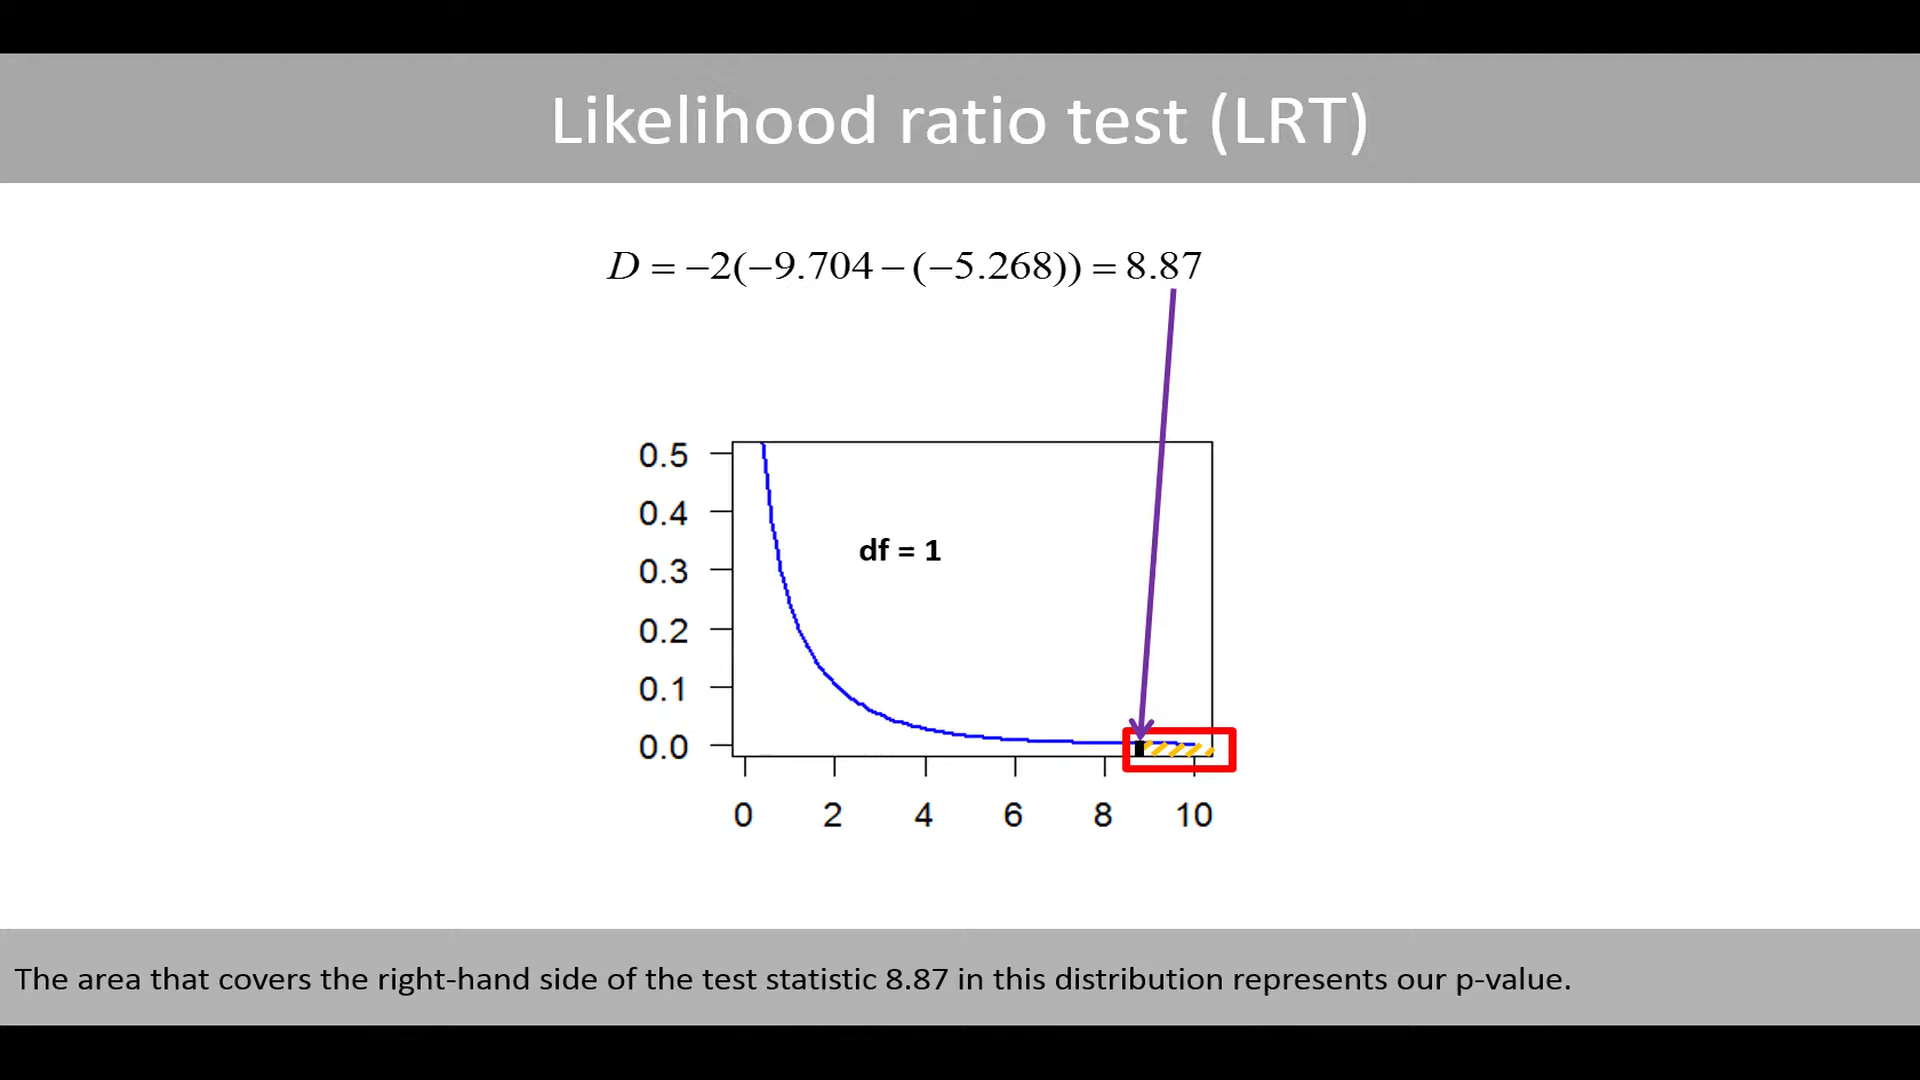 Likelihood ratio test (LRT)
D = −2(−9.704 − (−5.268)) = 8.87
0.5
0.4
df = 1
0.3
0.2
0.1
0.0
0 2 4 6 8 10
The area that covers the right-hand side of the test statistic 8.87 in this distribution represents our p-value.